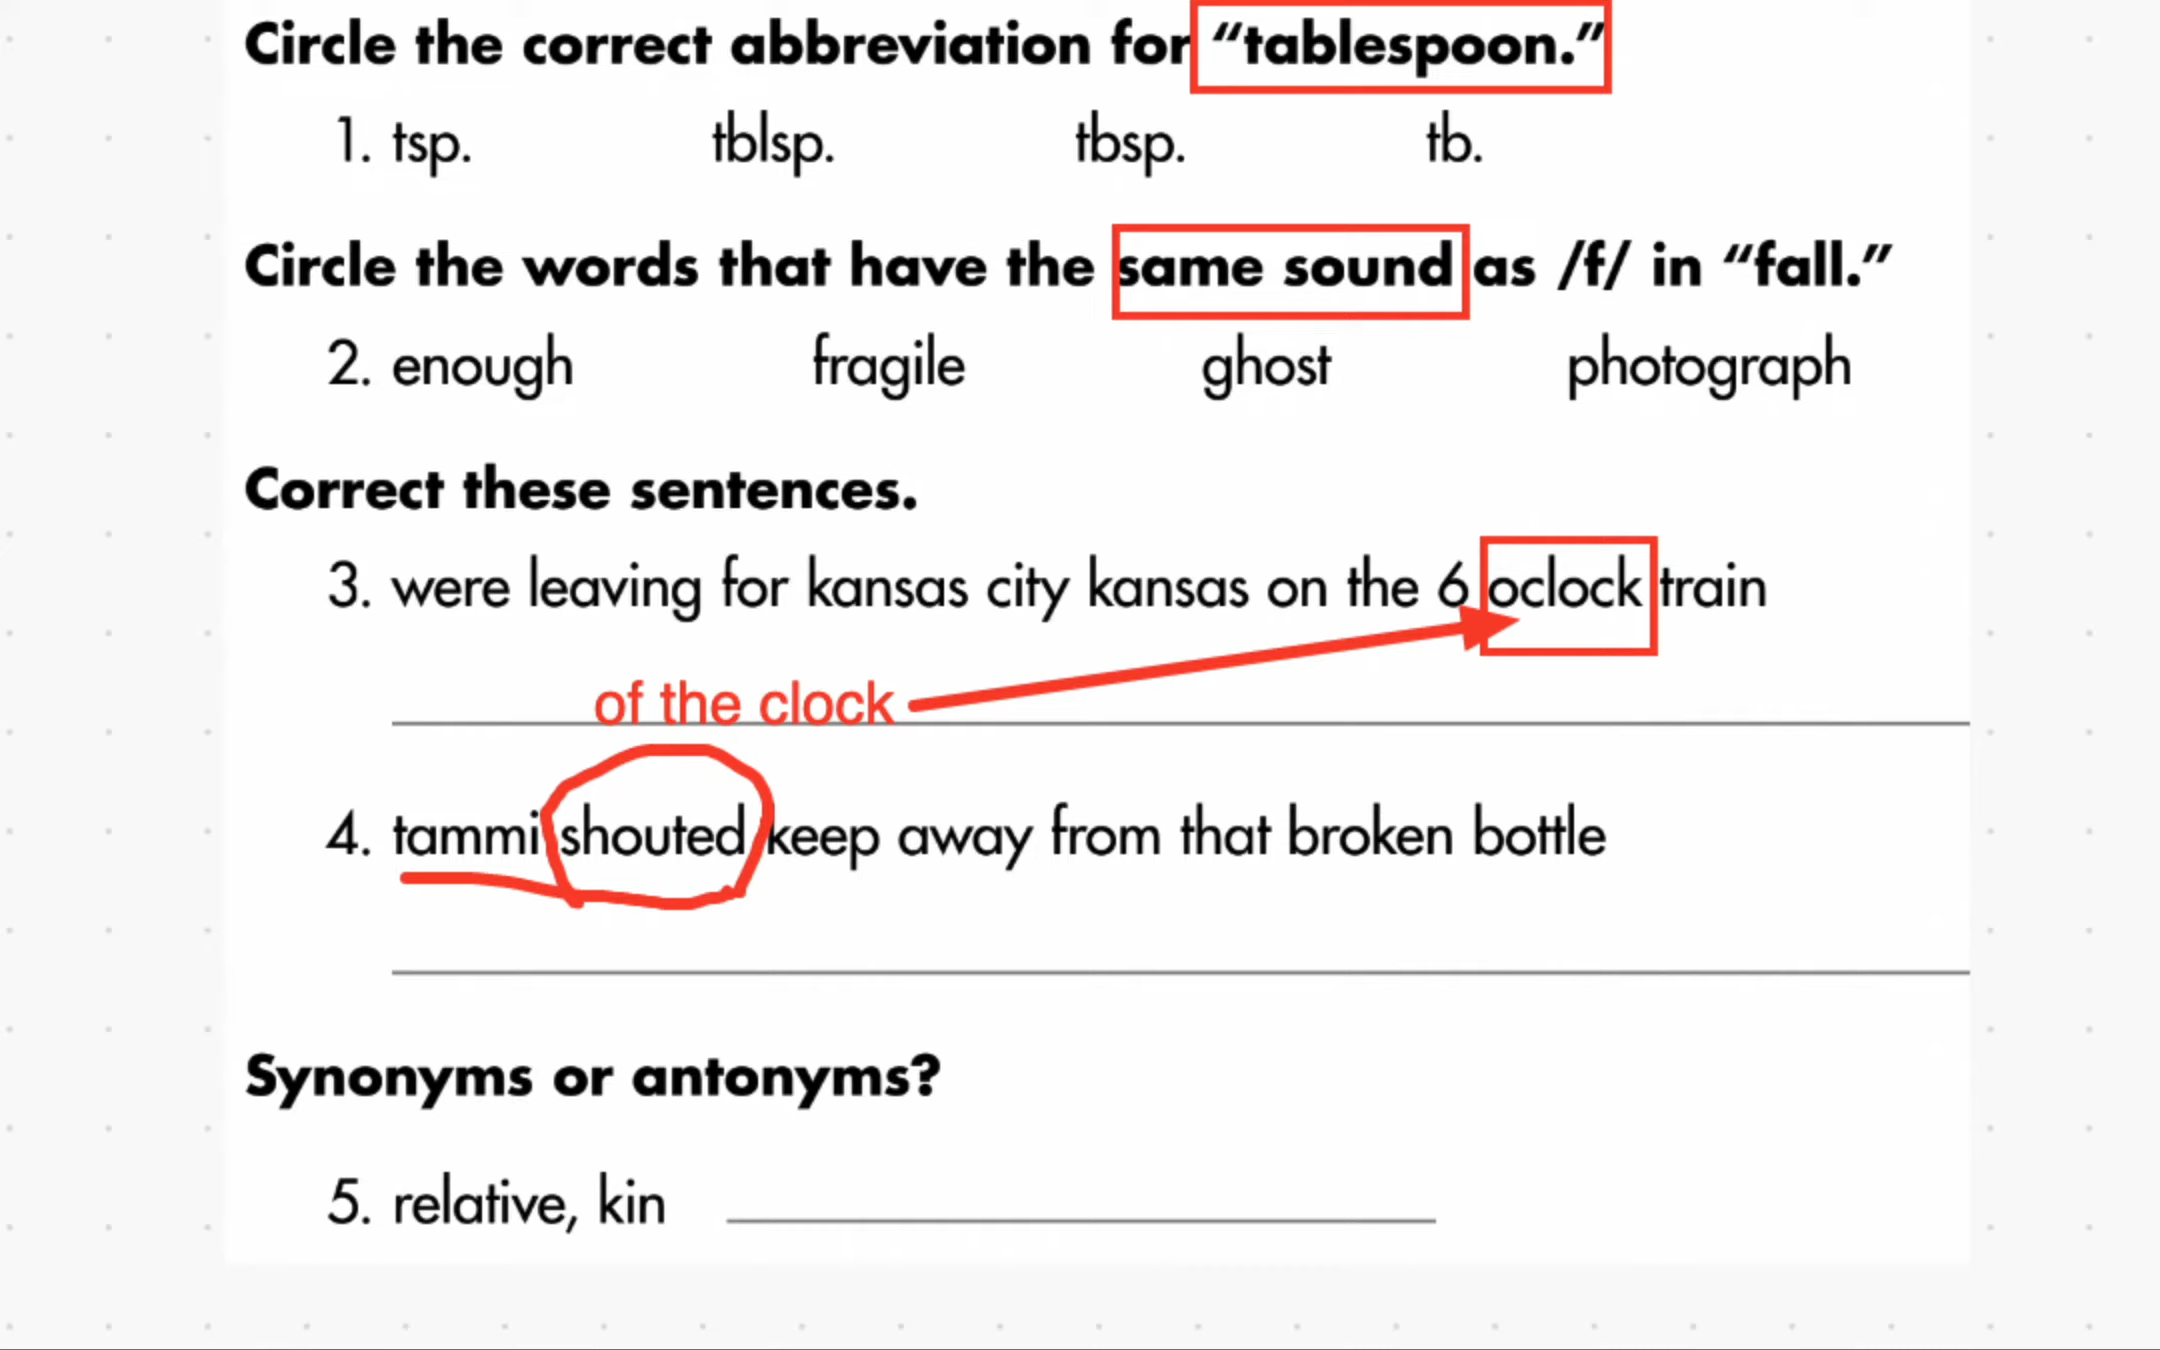 Circle the correct abbreviation for “tablespoon.”
1. tsp. tblsp. tbsp. tb.
Circle the words that have the same sound as /f/ in “fall.”
2. enough fragile ghost photograph
Correct these sentences.
3. were leaving for kansas city kansas on the 6 oclock train
of the clock
4. tammi shouted keep away from that broken bottle
Synonyms or antonyms?
5. relative, kin